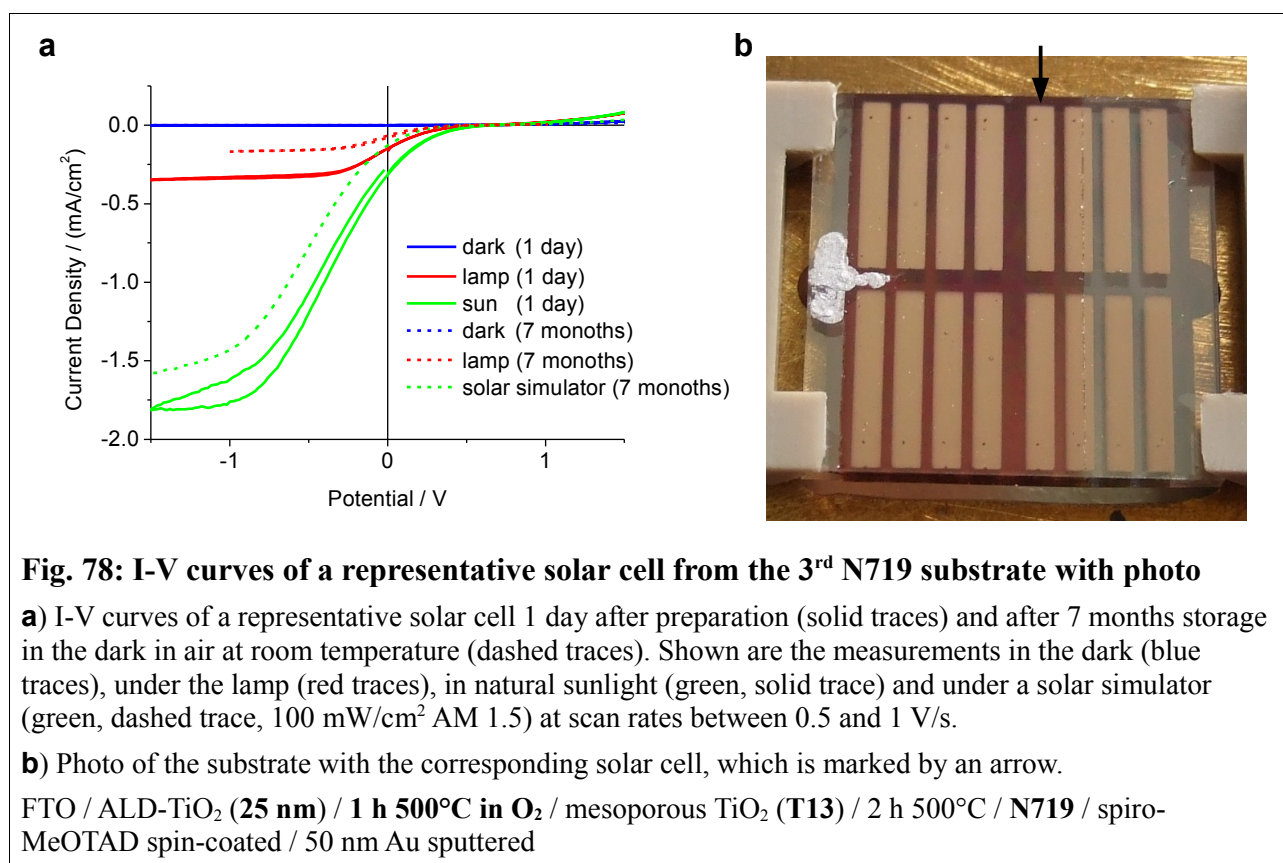 a
b
0.0
-0.5
-1.0
-1.5
-2.0
-1
0
1
Current Density / (mA/cm²)
Potential / V
dark (1 day)
lamp (1 day)
sun (1 day)
dark (7 monoths)
lamp (7 monoths)
solar simulator (7 monoths)
Fig. 78: I-V curves of a representative solar cell from the 3rd N719 substrate with photo
a) I-V curves of a representative solar cell 1 day after preparation (solid traces) and after 7 months storage
in the dark in air at room temperature (dashed traces). Shown are the measurements in the dark (blue
traces), under the lamp (red traces), in natural sunlight (green, solid trace) and under a solar simulator
(green, dashed trace, 100 mW/cm² AM 1.5) at scan rates between 0.5 and 1 V/s.
b) Photo of the substrate with the corresponding solar cell, which is marked by an arrow.
FTO / ALD-TiO₂ (25 nm) / 1 h 500°C in O₂ / mesoporous TiO₂ (T13) / 2 h 500°C / N719 / spiro-
MeOTAD spin-coated / 50 nm Au sputtered